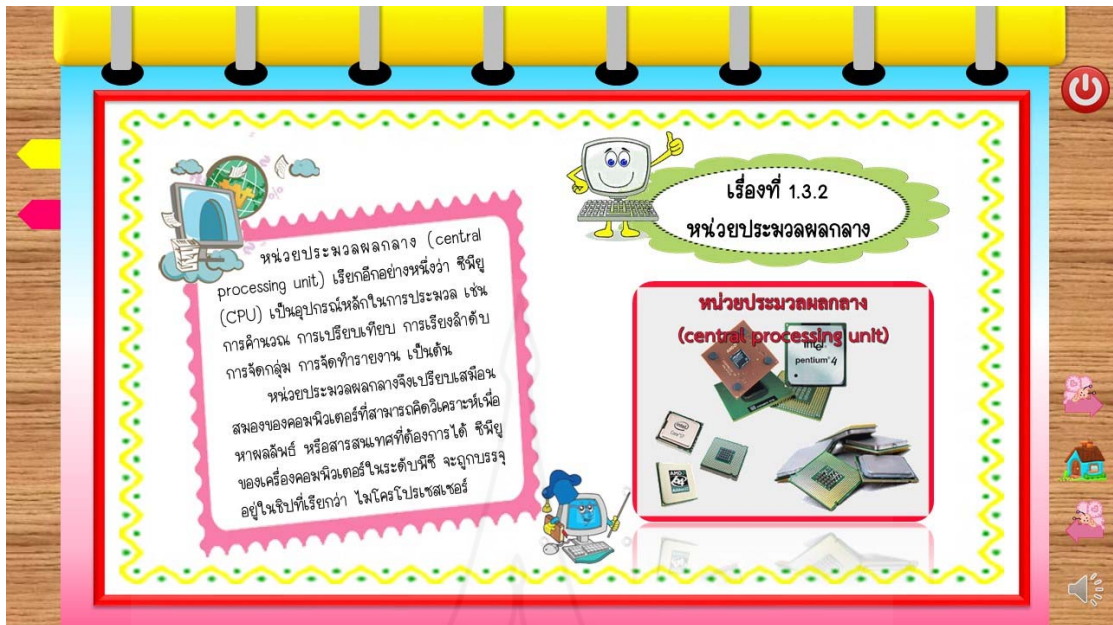 หน่วยประมวลผลกลาง (central
processing unit) เรียกอีกอย่างหนึ่งว่า ซีพียู
(CPU) เป็นอุปกรณ์หลักในการประมวล เช่น
การคำนวณ การเปรียบเทียบ การเรียงลำดับ
การจัดกลุ่ม การจัดทำรายงาน เป็นต้น
หน่วยประมวลผลกลางจึงเปรียบเสมือน
สมองของคอมพิวเตอร์ที่สามารถคิดวิเคราะห์เพื่อ
หาผลลัพธ์ หรือสารสนเทศที่ต้องการได้ ซีพียู
ของเครื่องคอมพิวเตอร์ในระดับพีซี จะถูกบรรจุ
อยู่ในชิปที่เรียกว่า ไมโครโปรเซสเซอร์
เรื่องที่ 1.3.2
หน่วยประมวลผลกลาง
หน่วยประมวลผลกลาง
(central processing unit)
intel
pentium 4
intel
AMD